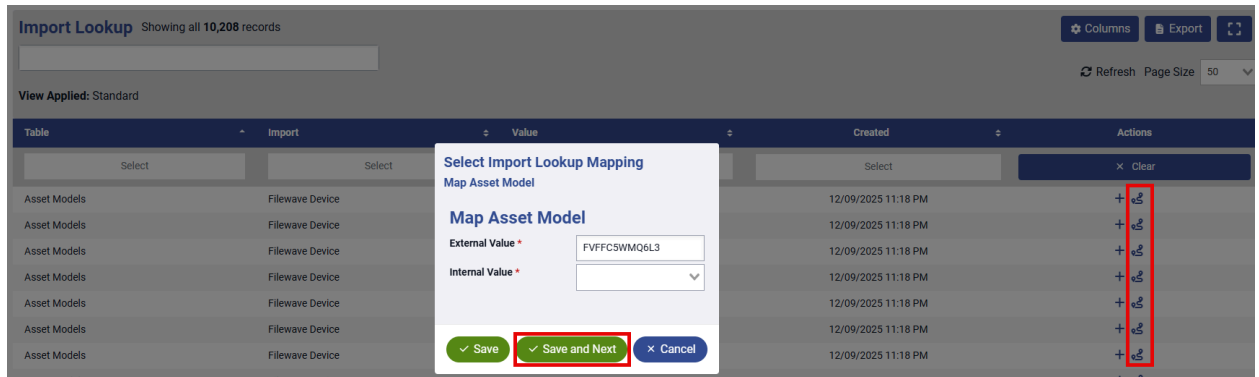 Import Lookup Showing all 10,208 records
Columns Export
Refresh Page Size 50
View Applied: Standard
Table Import Value Created Actions
Select Select Select Clear
Select Import Lookup Mapping
Map Asset Model
Map Asset Model
External Value * FVFFC5WMQ6L3
Internal Value *
Save Save and Next Cancel
Asset Models Filewave Device 12/09/2025 11:18 PM
Asset Models Filewave Device 12/09/2025 11:18 PM
Asset Models Filewave Device 12/09/2025 11:18 PM
Asset Models Filewave Device 12/09/2025 11:18 PM
Asset Models Filewave Device 12/09/2025 11:18 PM
Asset Models Filewave Device 12/09/2025 11:18 PM
Asset Models Filewave Device 12/09/2025 11:18 PM